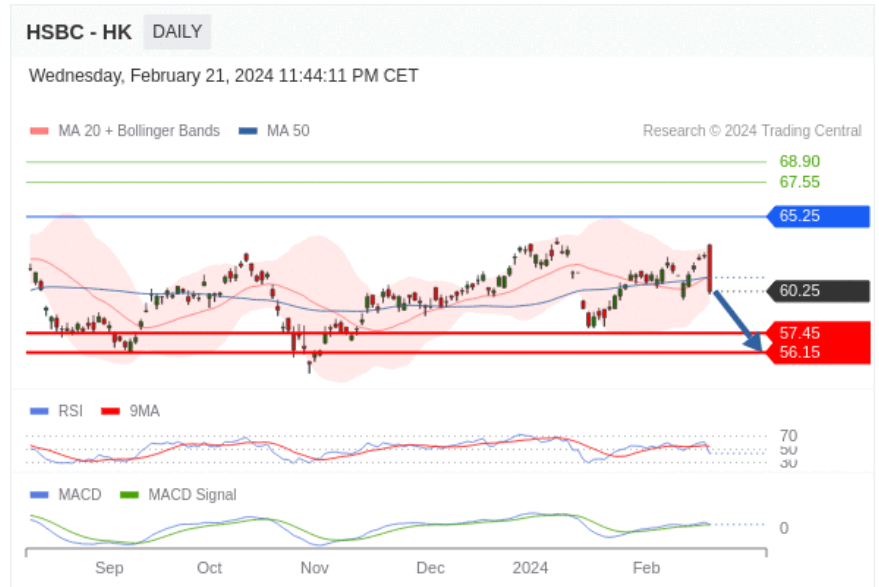 HSBC - HK DAILY
Wednesday, February 21, 2024 11:44:11 PM CET
MA 20 + Bollinger Bands MA 50 Research © 2024 Trading Central
68.90
67.55
65.25
60.25
57.45
56.15
RSI 9MA
70
50
30
MACD MACD Signal
0
Sep Oct Nov Dec 2024 Feb